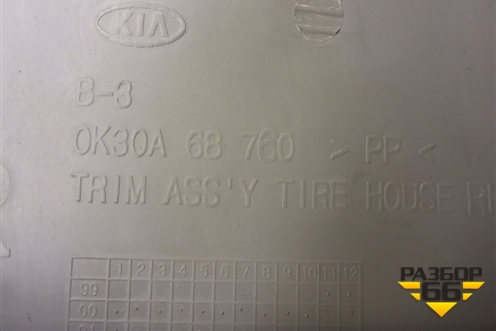 KIA
B-3
0K30A 68 760 > PP <
TRIM ASS'Y TIRE HOUSE
1 2 3 4 5 6 7 8 9 10 11 12
99
00
РАЗБОР
66